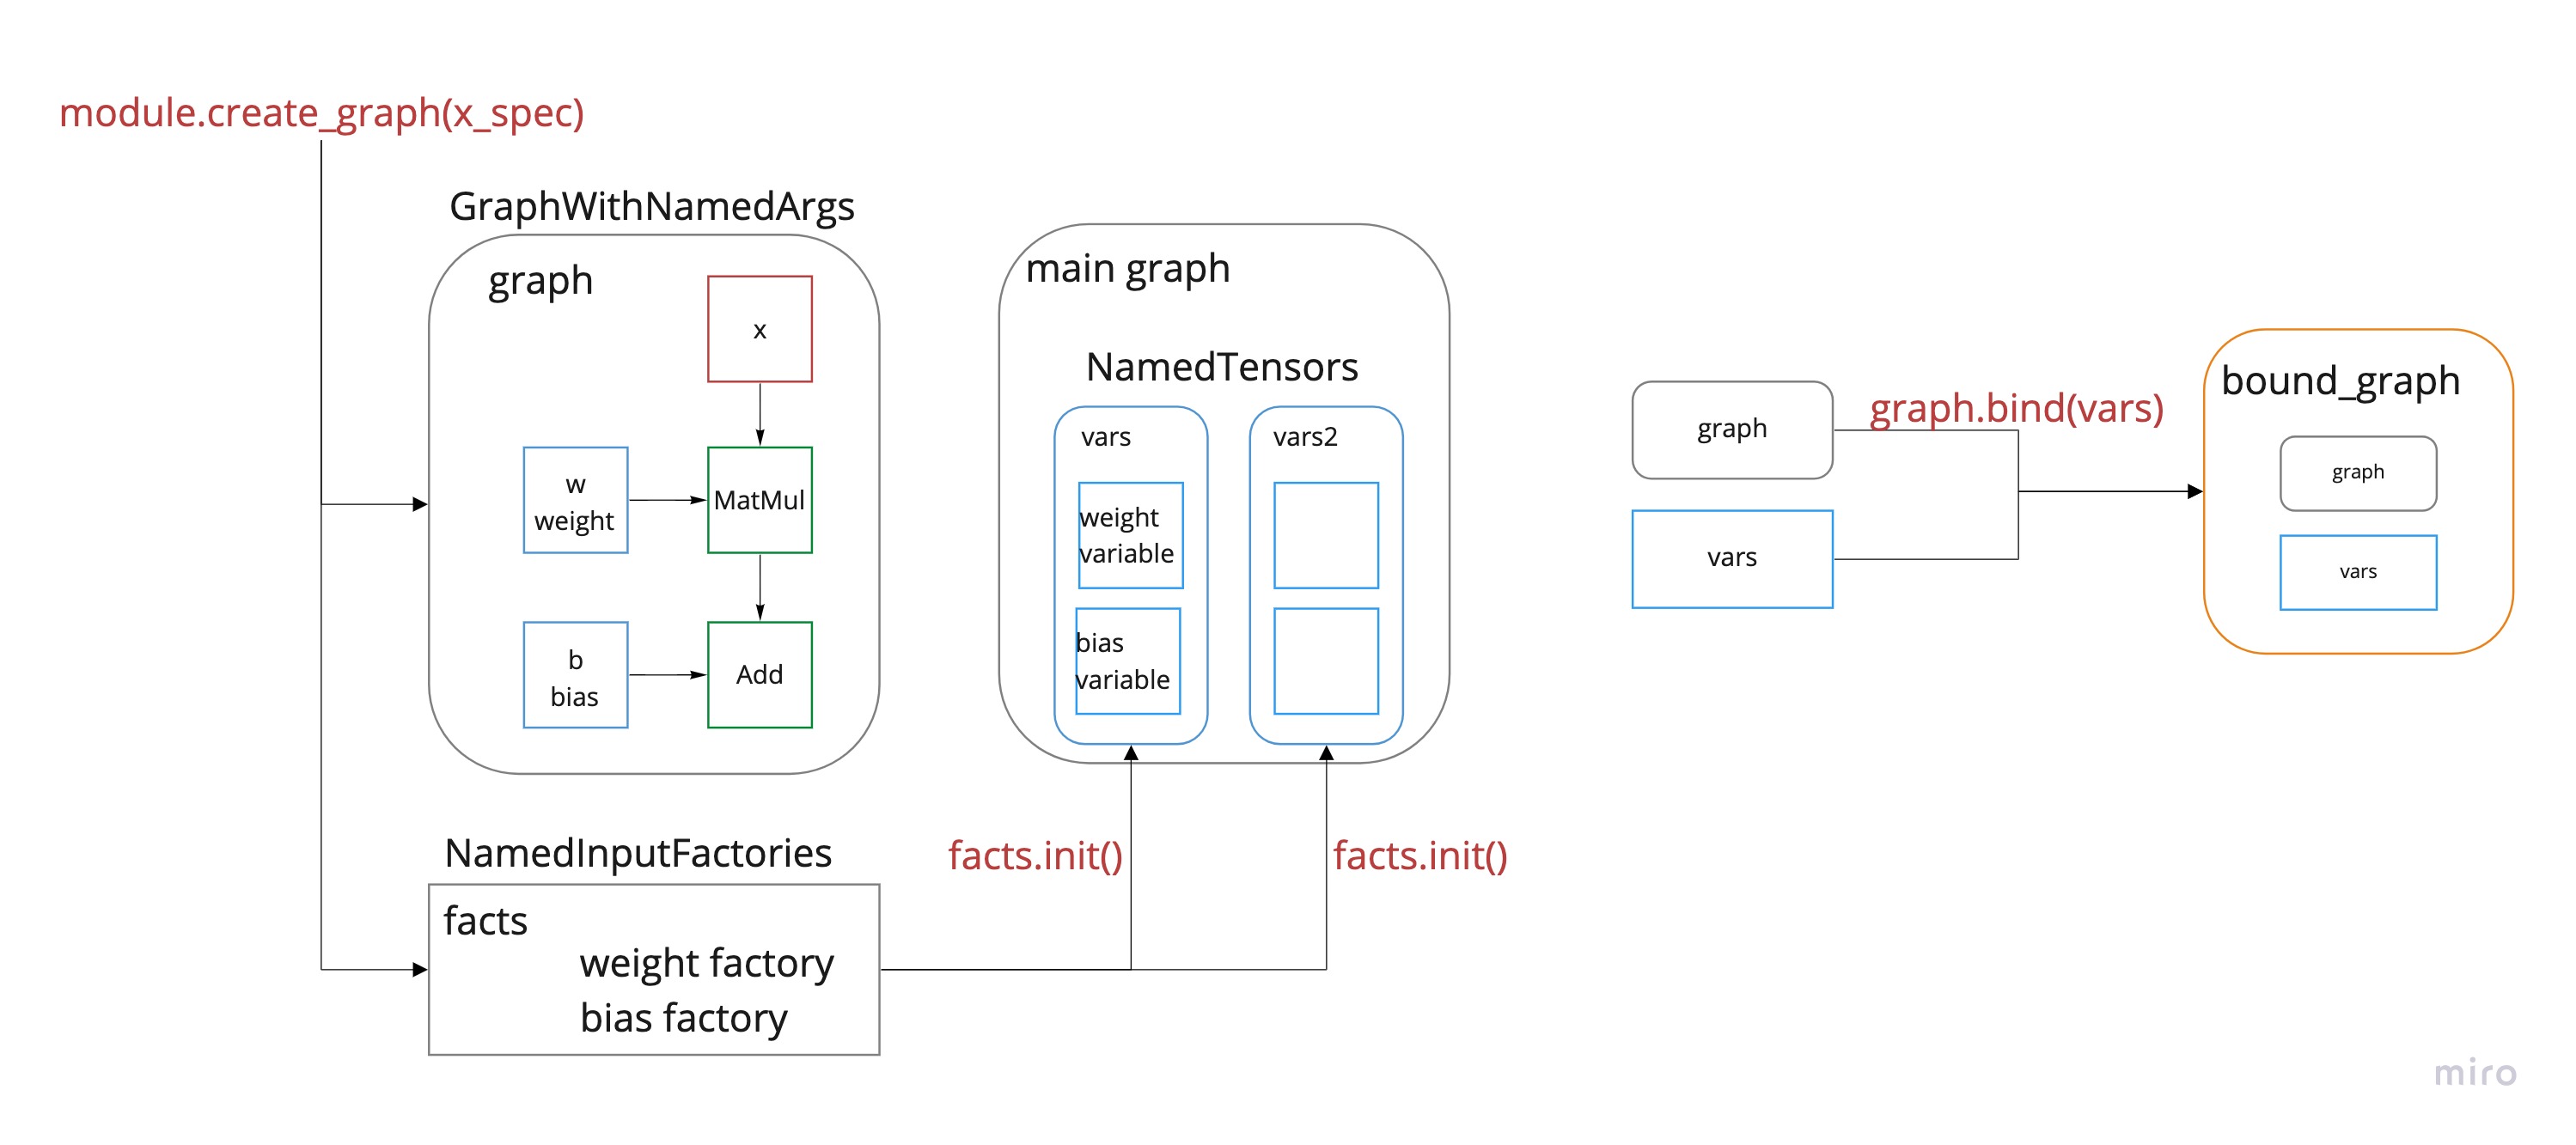 module.create_graph(x_spec)
GraphWithNamedArgs
graph
x
w
weight
MatMul
b
bias
Add
NamedInputFactories
facts
weight factory
bias factory
main graph
NamedTensors
vars
weight
variable
bias
variable
vars2
facts.init()
facts.init()
graph
vars
graph.bind(vars)
bound_graph
graph
vars
miro